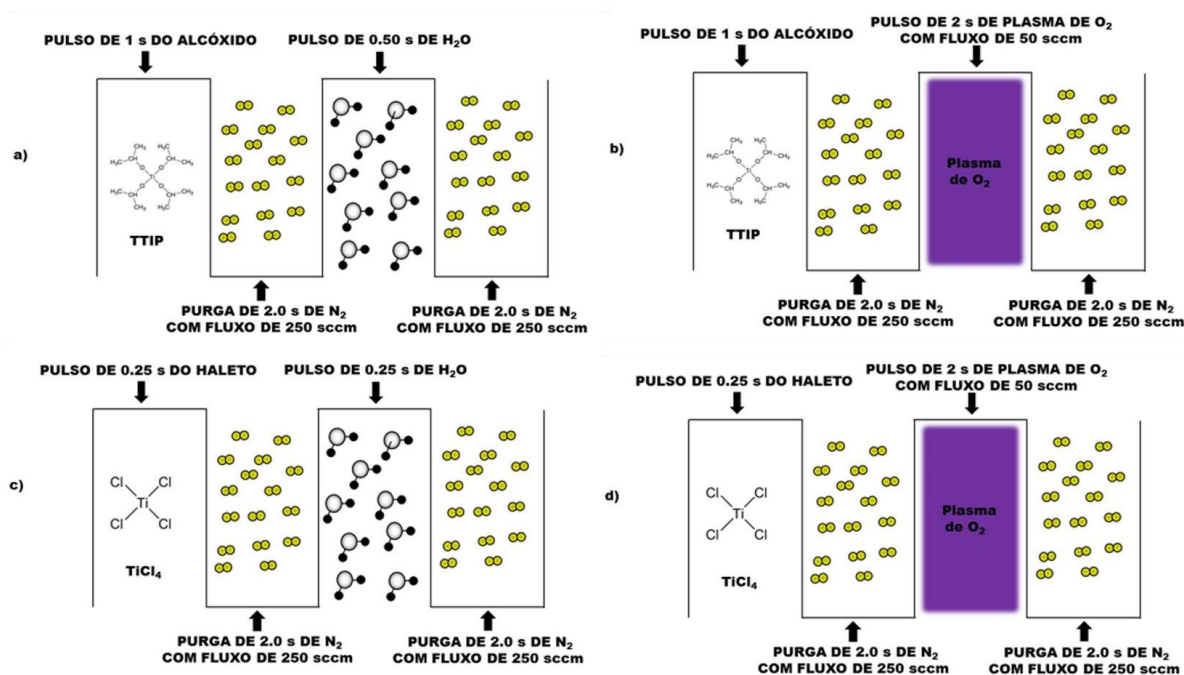 PULSO DE 1 s DO ALCÓXIDO
PULSO DE 0.50 s DE H₂O
a)
TTIP
PURGA DE 2.0 s DE N₂
COM FLUXO DE 250 sccm
PURGA DE 2.0 s DE N₂
COM FLUXO DE 250 sccm
PULSO DE 1 s DO ALCÓXIDO
PULSO DE 2 s DE PLASMA DE O₂
COM FLUXO DE 50 sccm
b)
TTIP
Plasma
de O₂
PURGA DE 2.0 s DE N₂
COM FLUXO DE 250 sccm
PURGA DE 2.0 s DE N₂
COM FLUXO DE 250 sccm
PULSO DE 0.25 s DO HALETO
PULSO DE 0.25 s DE H₂O
c)
Cl Cl
Ti
Cl Cl
TiCl₄
PURGA DE 2.0 s DE N₂
COM FLUXO DE 250 sccm
PURGA DE 2.0 s DE N₂
COM FLUXO DE 250 sccm
PULSO DE 0.25 s DO HALETO
PULSO DE 2 s DE PLASMA DE O₂
COM FLUXO DE 50 sccm
d)
Cl Cl
Ti
Cl Cl
TiCl₄
Plasma
de O₂
PURGA DE 2.0 s DE N₂
COM FLUXO DE 250 sccm
PURGA DE 2.0 s DE N₂
COM FLUXO DE 250 sccm